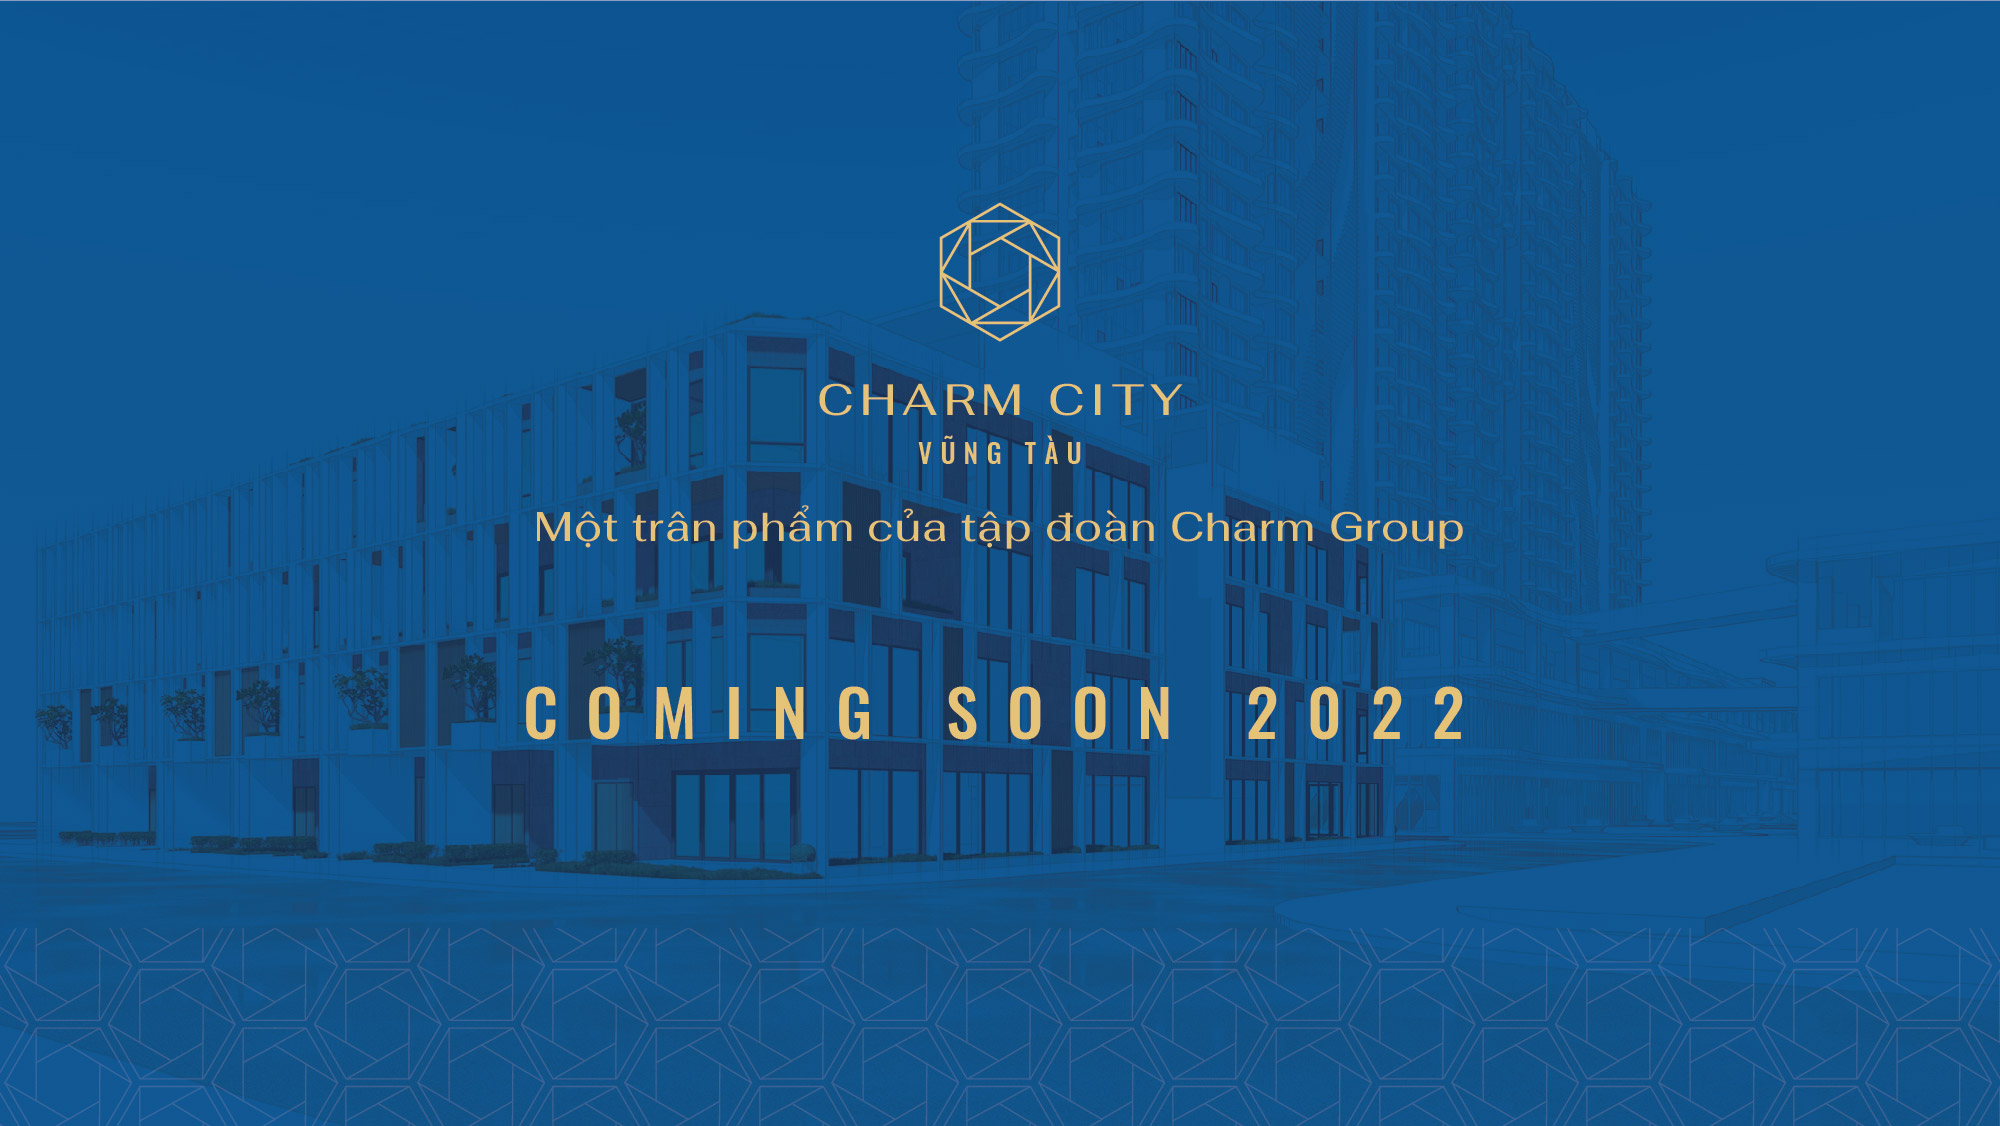 CHARM CITY
VŨNG TÀU
Một trân phẩm của tập đoàn Charm Group
COMING SOON 2022